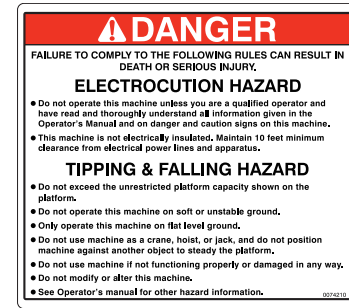 DANGER
FAILURE TO COMPLY TO THE FOLLOWING RULES CAN RESULT IN
DEATH OR SERIOUS INJURY.
ELECTROCUTION HAZARD
● Do not operate this machine unless you are a qualified operator and
have read and thoroughly understand all information given in the
Operator's Manual and on danger and caution signs on this machine.
● This machine is not electrically insulated. Maintain 10 feet minimum
clearance from electrical power lines and apparatus.
TIPPING & FALLING HAZARD
● Do not exceed the unrestricted platform capacity shown on the
platform.
● Do not operate this machine on soft or unstable ground.
● Only operate this machine on flat level ground.
● Do not use machine as a crane, hoist, or jack, and do not position
machine against another object to steady the platform.
● Do not use machine if not functioning properly or damaged in any way.
● Do not modify or alter this machine.
● See Operator's manual for other hazard information.
0074210